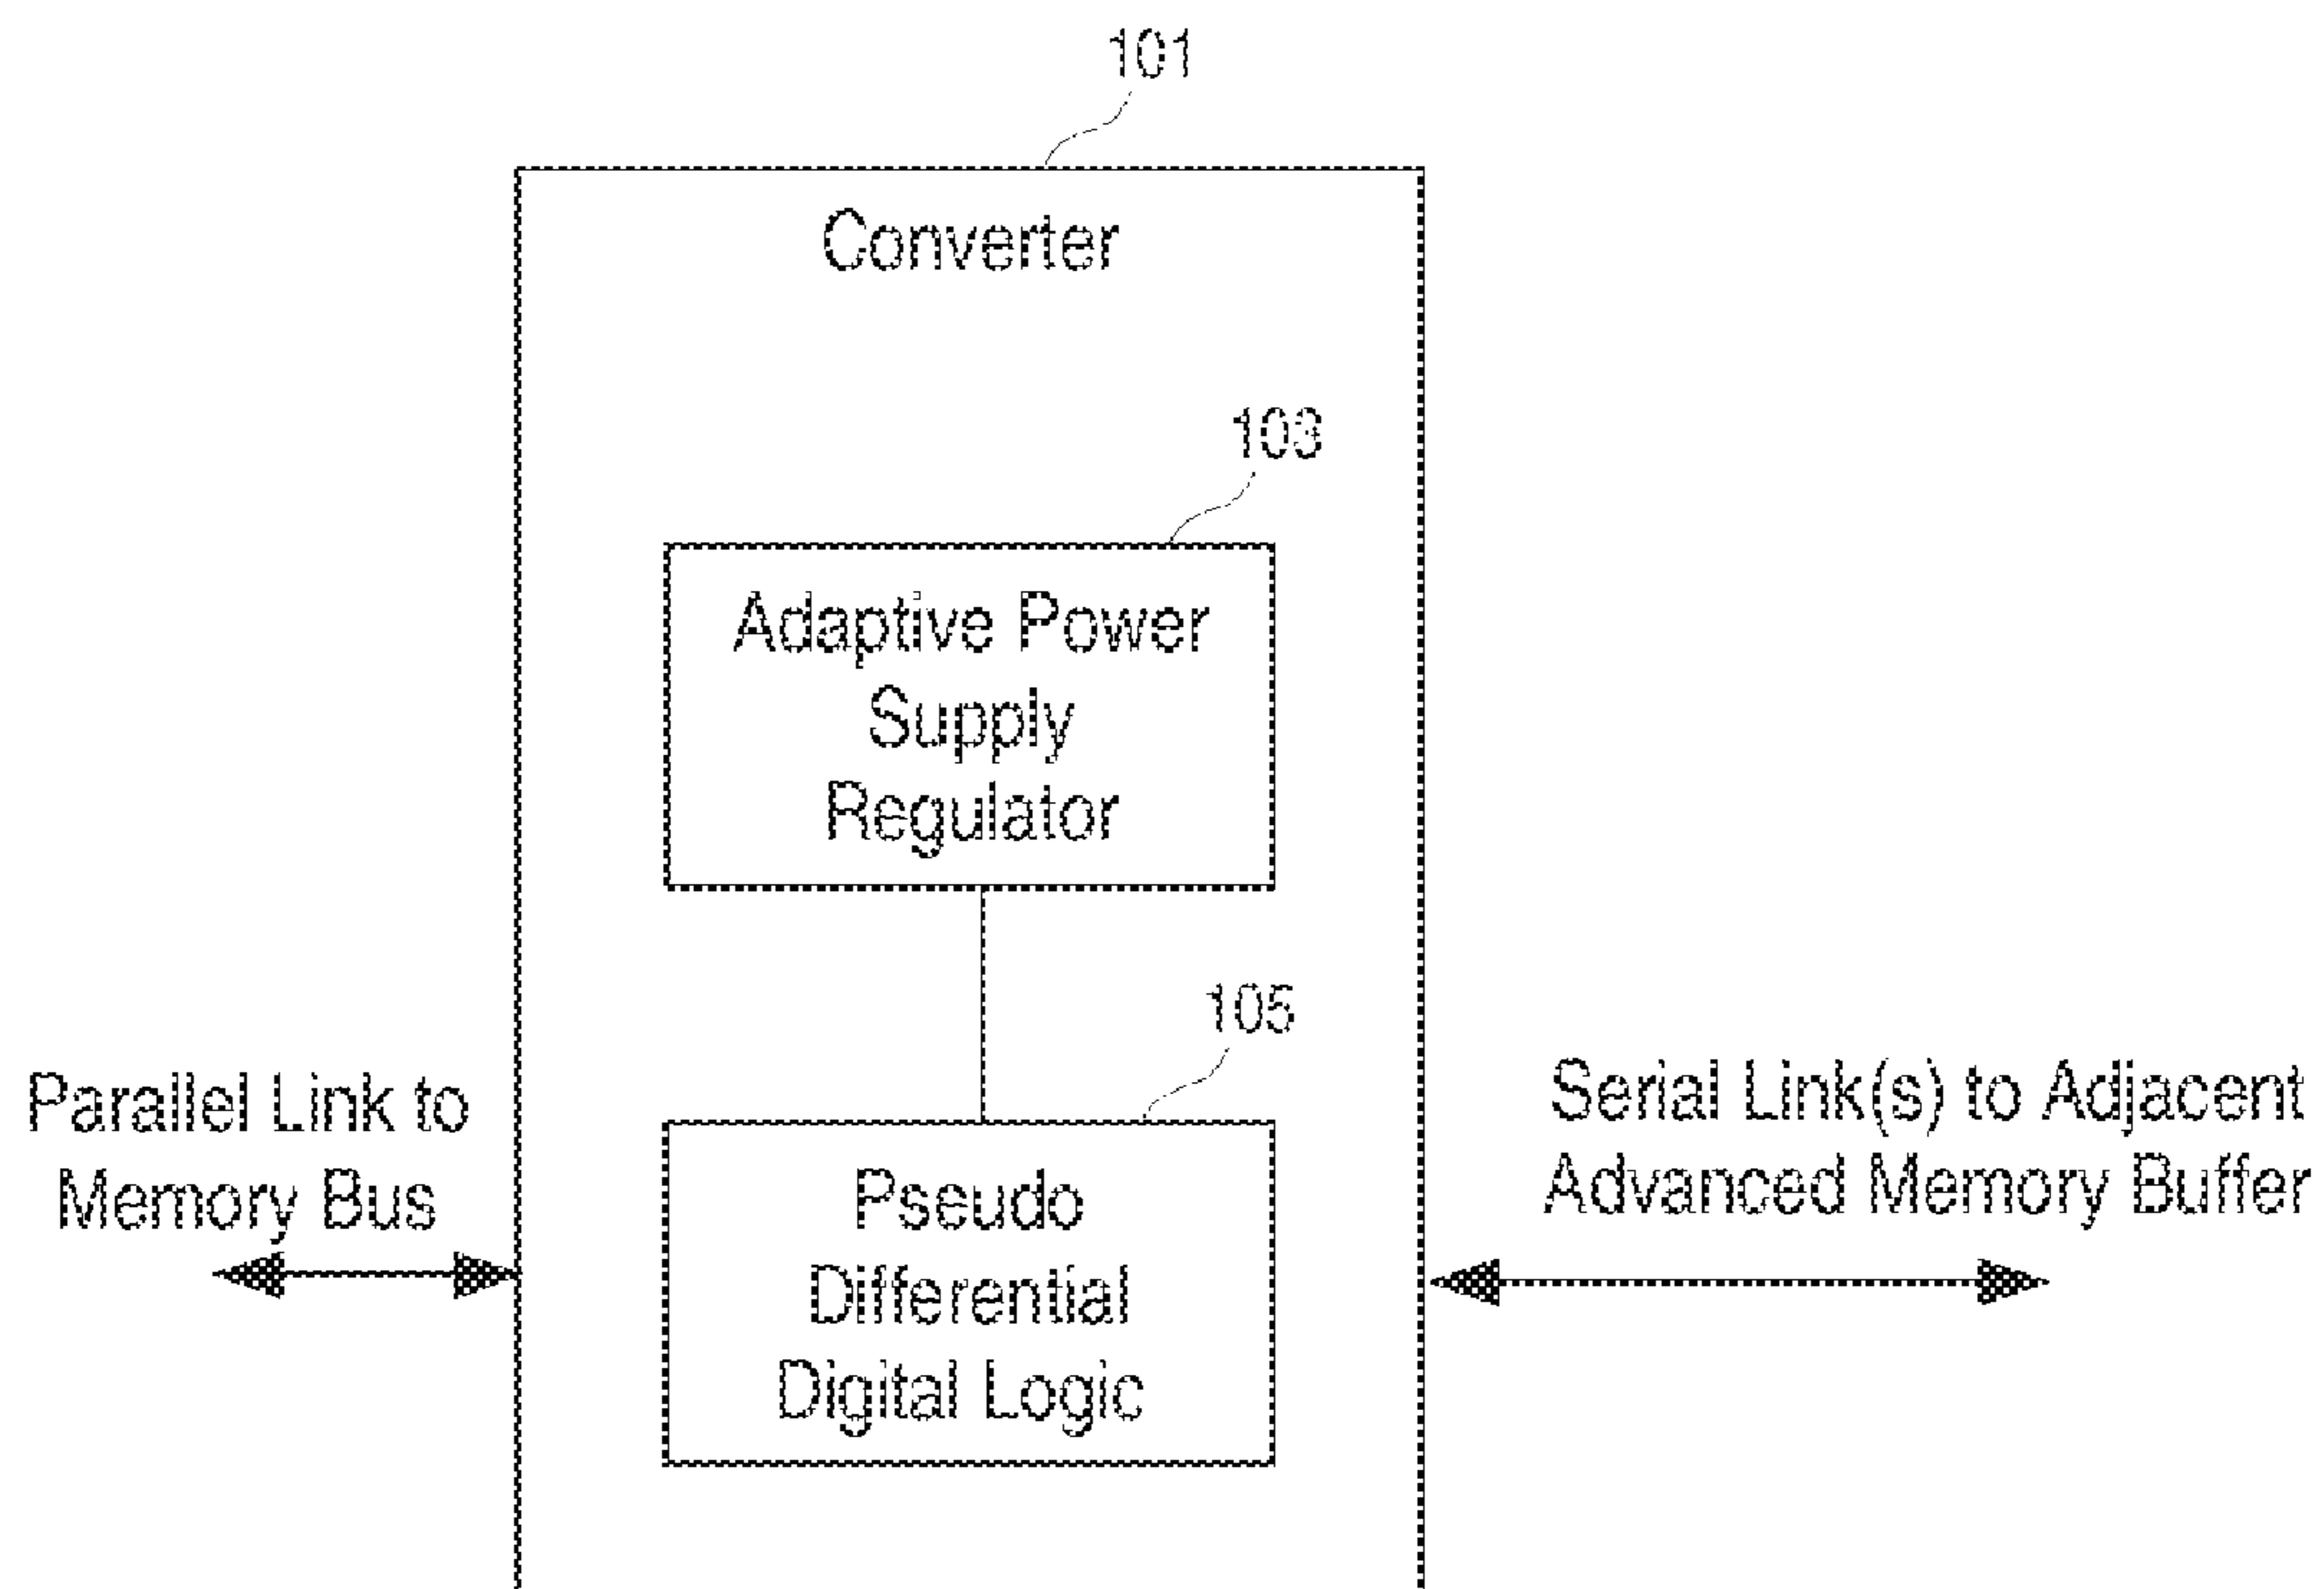 101
Converter
103
Adaptive Power
Supply
Regulator
105
Pseudo
Differential
Digital Logic
Parallel Link to
Memory Bus
Serial Link(s) to Adjacent
Advanced Memory Buffer